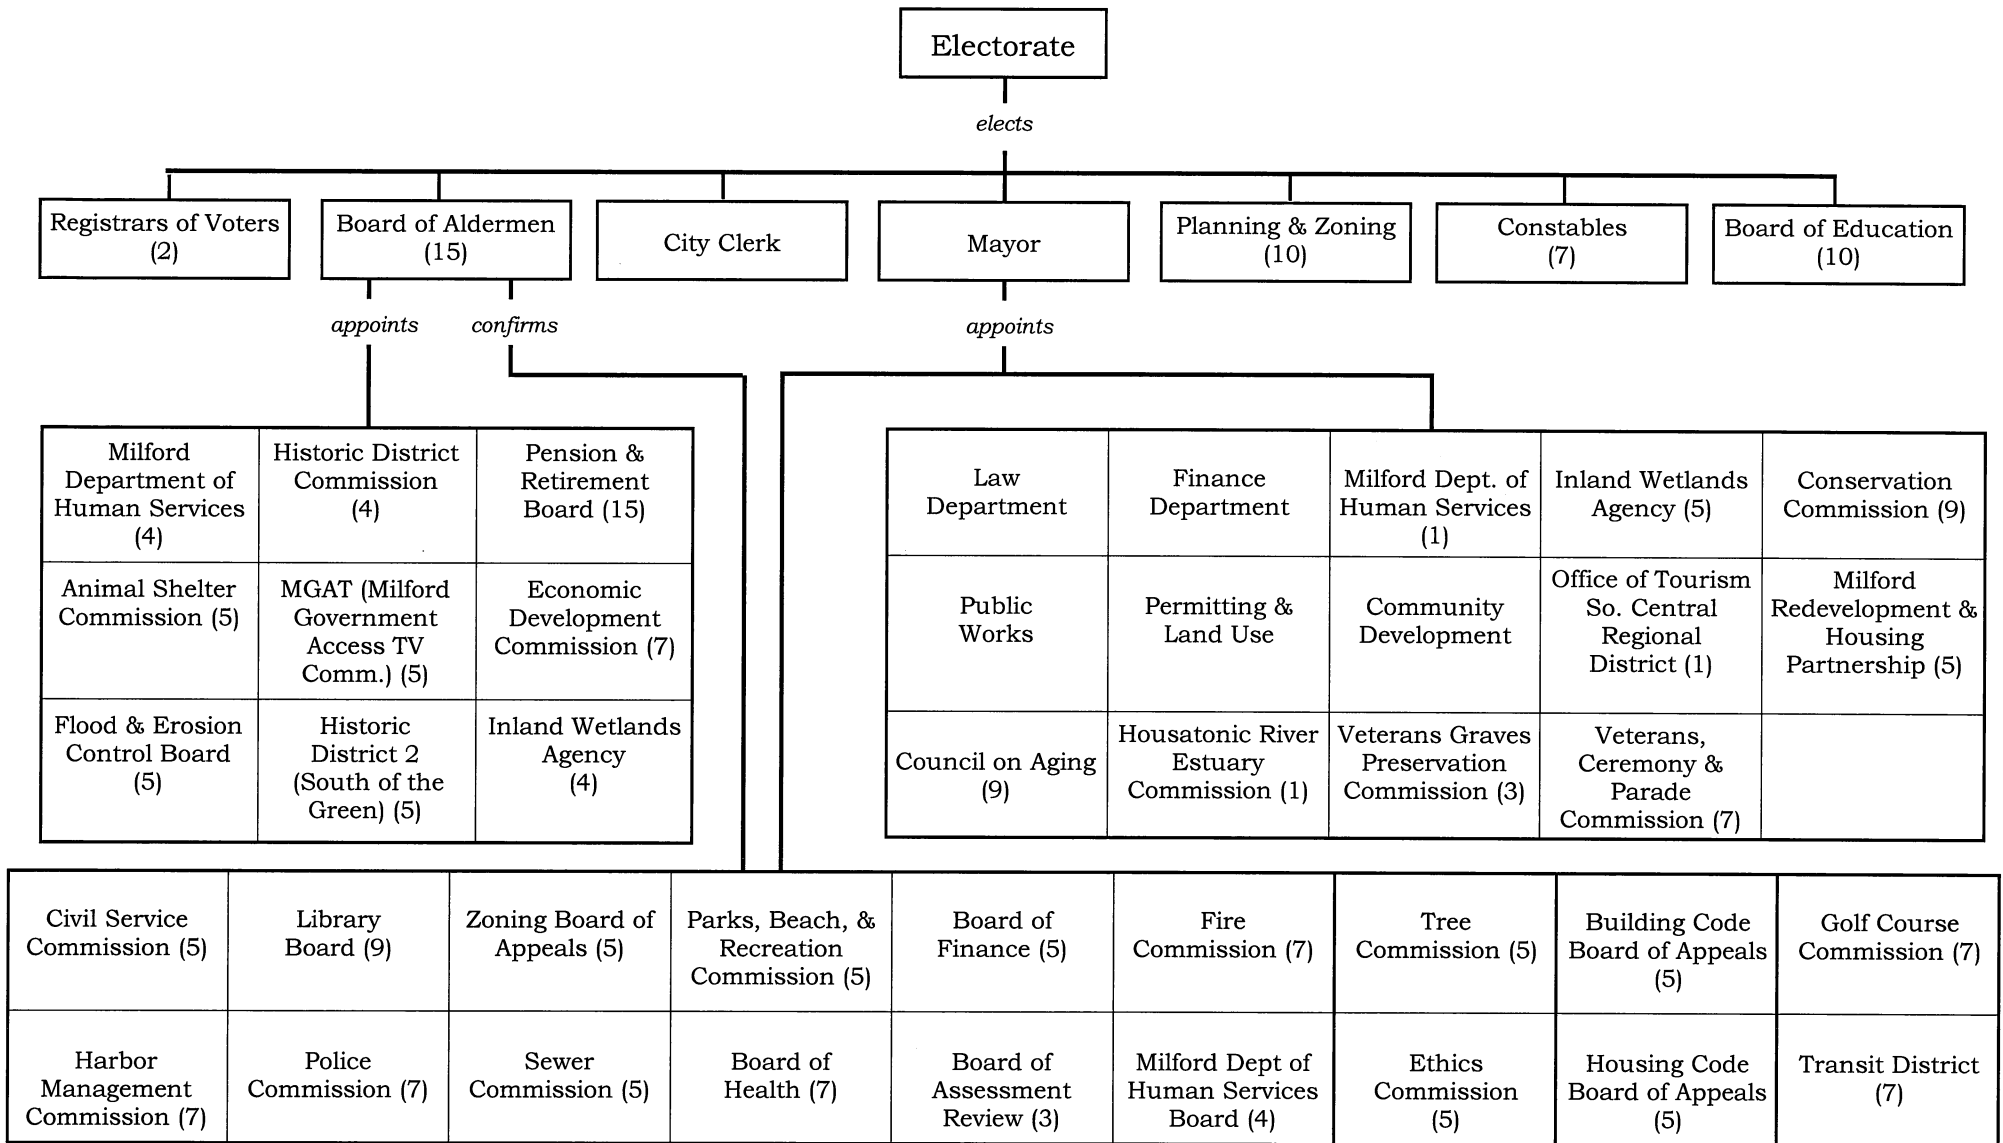 Electorate
elects
Registrars of Voters
(2)
Board of Aldermen
(15)
City Clerk
Mayor
Planning & Zoning
(10)
Constables
(7)
Board of Education
(10)
appoints
confirms
appoints
Milford
Department of
Human Services
(4)
Historic District
Commission
(4)
Pension &
Retirement
Board (15)
Animal Shelter
Commission (5)
MGAT (Milford
Government
Access TV
Comm.) (5)
Economic
Development
Commission (7)
Flood & Erosion
Control Board
(5)
Historic
District 2
(South of the
Green) (5)
Inland Wetlands
Agency
(4)
Law
Department
Finance
Department
Milford Dept. of
Human Services
(1)
Inland Wetlands
Agency (5)
Conservation
Commission (9)
Public
Works
Permitting &
Land Use
Community
Development
Office of Tourism
So. Central
Regional
District (1)
Milford
Redevelopment &
Housing
Partnership (5)
Council on Aging
(9)
Housatonic River
Estuary
Commission (1)
Veterans Graves
Preservation
Commission (3)
Veterans,
Ceremony &
Parade
Commission (7)
Civil Service
Commission (5)
Library
Board (9)
Zoning Board of
Appeals (5)
Parks, Beach, &
Recreation
Commission (5)
Board of
Finance (5)
Fire
Commission (7)
Tree
Commission (5)
Building Code
Board of Appeals
(5)
Golf Course
Commission (7)
Harbor
Management
Commission (7)
Police
Commission (7)
Sewer
Commission (5)
Board of
Health (7)
Board of
Assessment
Review (3)
Milford Dept of
Human Services
Board (4)
Ethics
Commission
(5)
Housing Code
Board of Appeals
(5)
Transit District
(7)